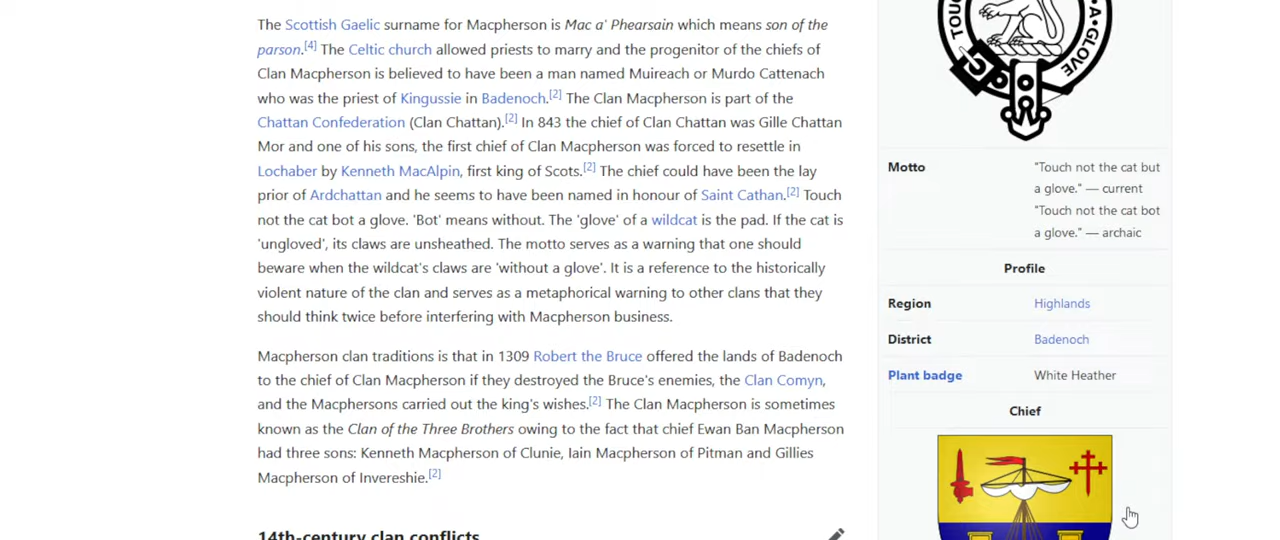 The Scottish Gaelic surname for Macpherson is Mac a' Phearsain which means son of the
parson.[4] The Celtic church allowed priests to marry and the progenitor of the chiefs of
Clan Macpherson is believed to have been a man named Muireach or Murdo Cattenach
who was the priest of Kingussie in Badenoch.[2] The Clan Macpherson is part of the
Chattan Confederation (Clan Chattan).[2] In 843 the chief of Clan Chattan was Gille Chattan
Mor and one of his sons, the first chief of Clan Macpherson was forced to resettle in
Lochaber by Kenneth MacAlpin, first king of Scots.[2] The chief could have been the lay
prior of Ardchattan and he seems to have been named in honour of Saint Cathan.[2] Touch
not the cat bot a glove. 'Bot' means without. The 'glove' of a wildcat is the pad. If the cat is
'ungloved', its claws are unsheathed. The motto serves as a warning that one should
beware when the wildcat's claws are 'without a glove'. It is a reference to the historically
violent nature of the clan and serves as a metaphorical warning to other clans that they
should think twice before interfering with Macpherson business.
Macpherson clan traditions is that in 1309 Robert the Bruce offered the lands of Badenoch
to the chief of Clan Macpherson if they destroyed the Bruce's enemies, the Clan Comyn,
and the Macphersons carried out the king's wishes.[2] The Clan Macpherson is sometimes
known as the Clan of the Three Brothers owing to the fact that chief Ewan Ban Macpherson
had three sons: Kenneth Macpherson of Clunie, Iain Macpherson of Pitman and Gillies
Macpherson of Invereshie.[2]
14th-century clan conflicts
TOUC
A•GLOVE
Motto
"Touch not the cat but
a glove." — current
"Touch not the cat bot
a glove." — archaic
Profile
Region Highlands
District Badenoch
Plant badge White Heather
Chief